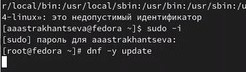 r/local/bin:/usr/local/sbin:/usr/bin:/usr/sbin:/bin:
4-linux»: это недопустимый идентификатор
[aaastrakhantseva@fedora ~]$ sudo -i
[sudo] пароль для aaastrakhantseva:
[root@fedora ~]# dnf -y update